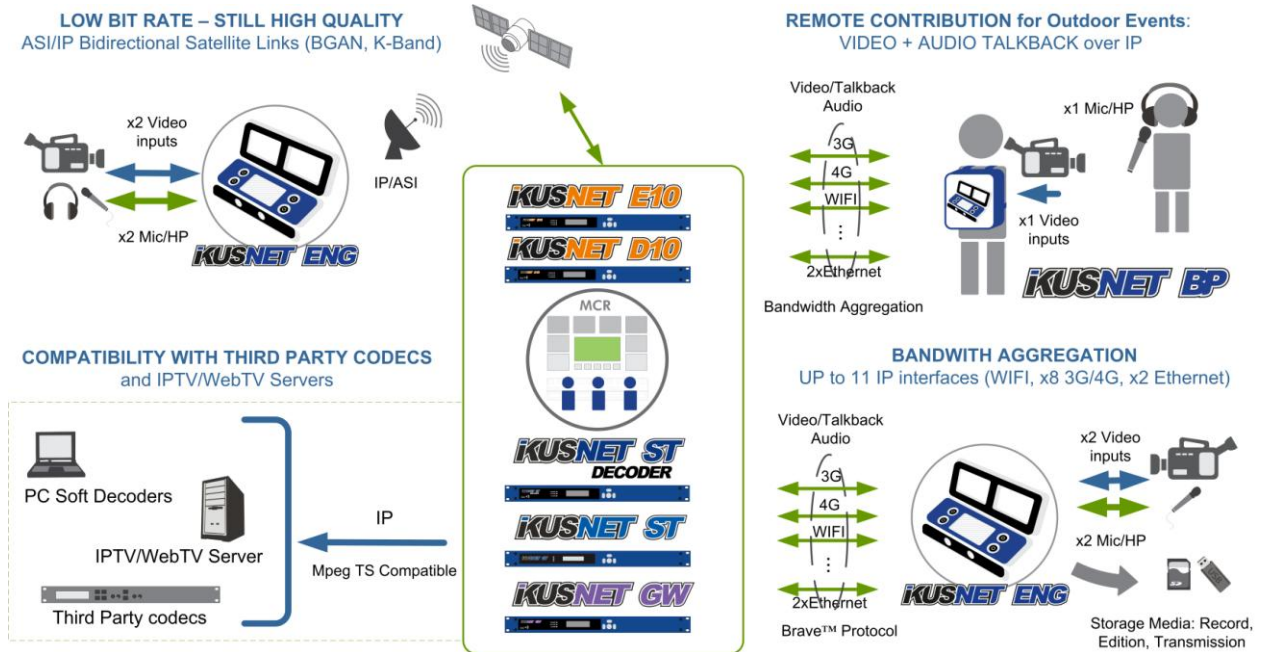 LOW BIT RATE – STILL HIGH QUALITY
ASI/IP Bidirectional Satellite Links (BGAN, K-Band)
x2 Video
inputs
x2 Mic/HP
IP/ASI
iKUSNET ENG
REMOTE CONTRIBUTION for Outdoor Events:
VIDEO + AUDIO TALKBACK over IP
Video/Talkback
Audio
3G
4G
WIFI
...
2xEthernet
Bandwidth Aggregation
x1 Mic/HP
x1 Video
inputs
iKUSNET BP
iKUSNET E10
iKUSNET D10
MCR
iKUSNET ST
DECODER
iKUSNET ST
iKUSNET GW
COMPATIBILITY WITH THIRD PARTY CODECS
and IPTV/WebTV Servers
PC Soft Decoders
IPTV/WebTV Server
Third Party codecs
IP
Mpeg TS Compatible
BANDWITH AGGREGATION
UP to 11 IP interfaces (WIFI, x8 3G/4G, x2 Ethernet)
Video/Talkback
Audio
3G
4G
WIFI
...
2xEthernet
Brave™ Protocol
iKUSNET ENG
x2 Video
inputs
x2 Mic/HP
USB
Storage Media: Record,
Edition, Transmission